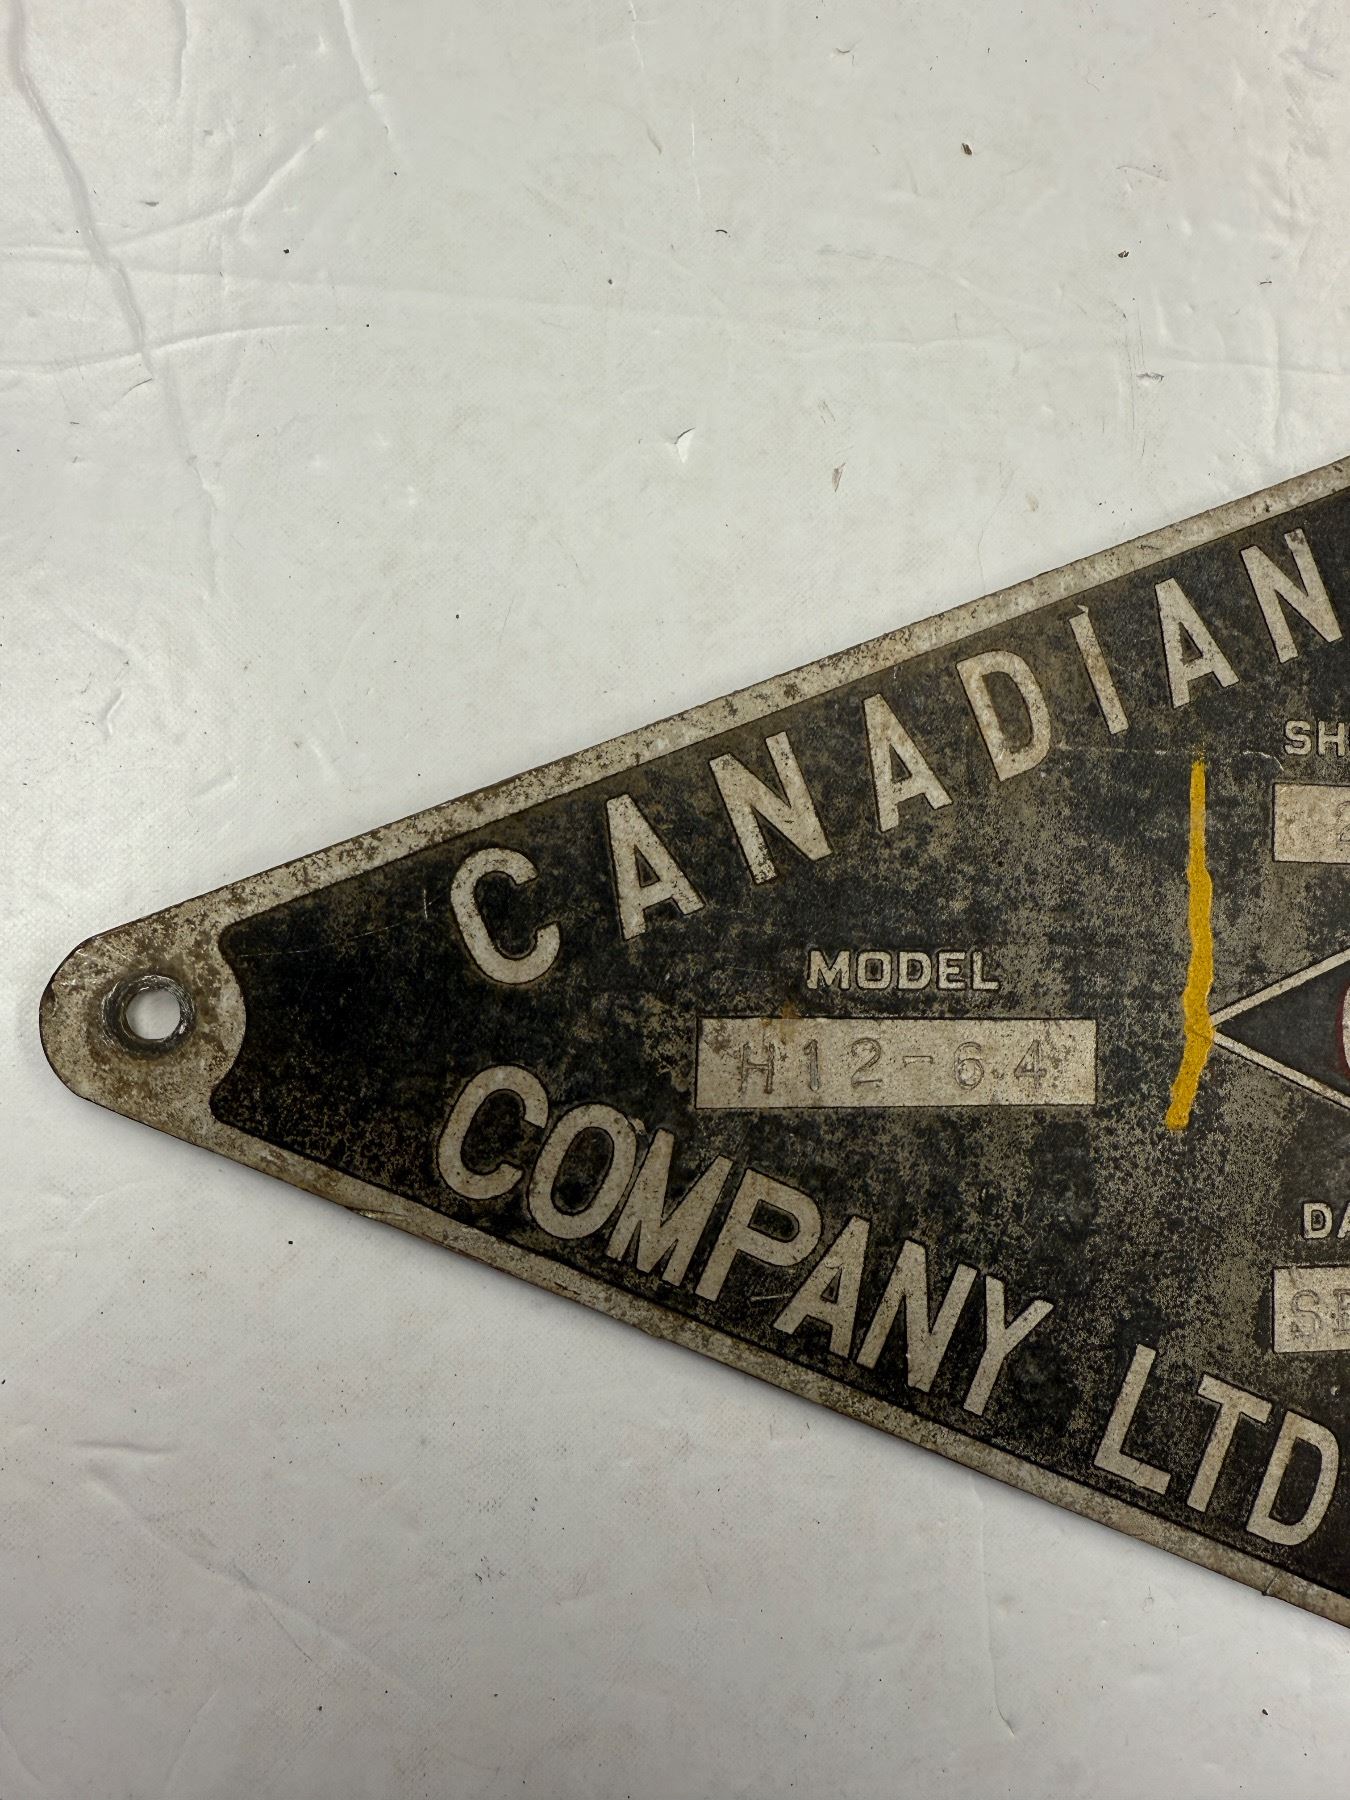 CANADIAN
MODEL
H12-64
COMPANY LTD